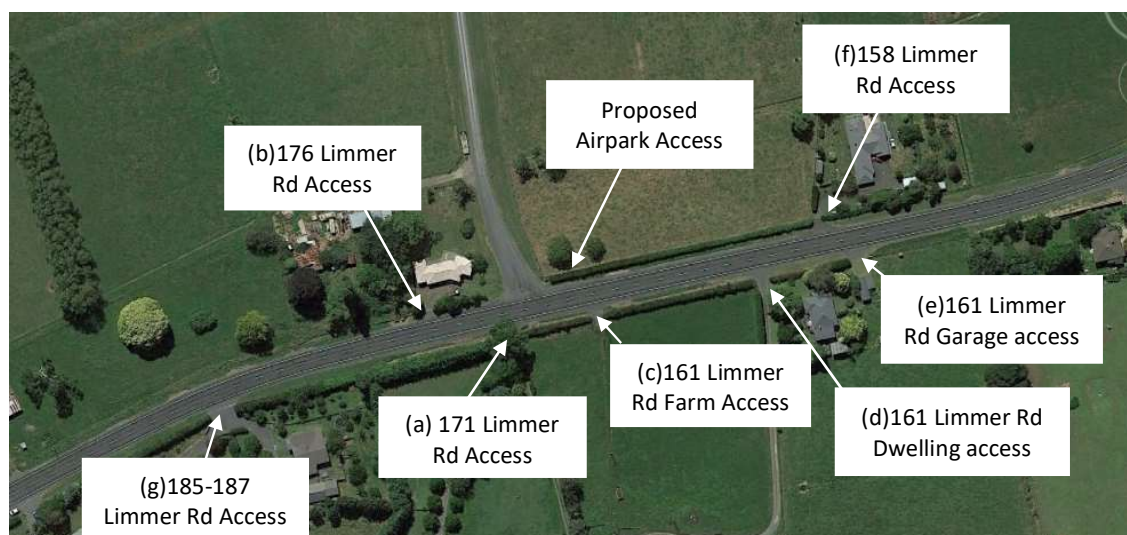 (f)158 Limmer
Rd Access
Proposed
Airpark Access
(b)176 Limmer
Rd Access
(e)161 Limmer
Rd Garage access
(c)161 Limmer
Rd Farm Access
(a) 171 Limmer
Rd Access
(d)161 Limmer Rd
Dwelling access
(g)185-187
Limmer Rd Access